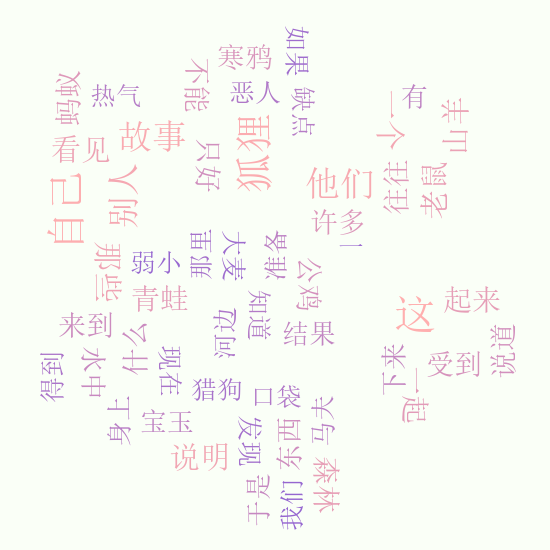 如果
寒鸦
不能
蚂蚁
热气
恶人
缺点
有
一个
山羊
看见
故事
只好
狐狸
往往
老鼠
自己
别人
他们
许多
那些
弱小
那里
大麦
准备
一
公鸡
青蛙
知道
这
起来
来到
什么
河边
结果
说道
得到
水中
现在
猎狗
口袋
下来
受到
一起
身上
宝玉
发现
东西
马夫
说明
于是
我们
森林